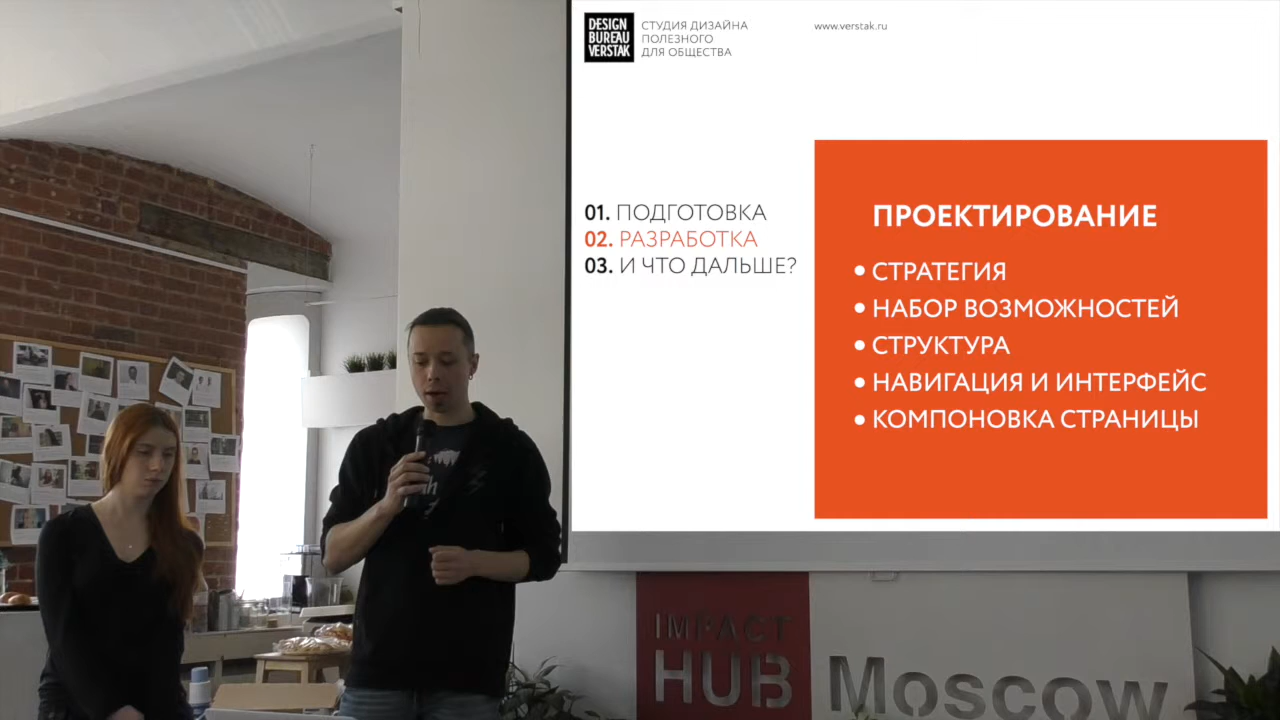 DESIGN
BUREAU
VERSTAK
СТУДИЯ ДИЗАЙНА
ПОЛЕЗНОГО
ДЛЯ ОБЩЕСТВА
www.verstak.ru
01. ПОДГОТОВКА
02. РАЗРАБОТКА
03. И ЧТО ДАЛЬШЕ?
ПРОЕКТИРОВАНИЕ
• СТРАТЕГИЯ
• НАБОР ВОЗМОЖНОСТЕЙ
• СТРУКТУРА
• НАВИГАЦИЯ И ИНТЕРФЕЙС
• КОМПОНОВКА СТРАНИЦЫ
IMPACT
HUB
Moscow